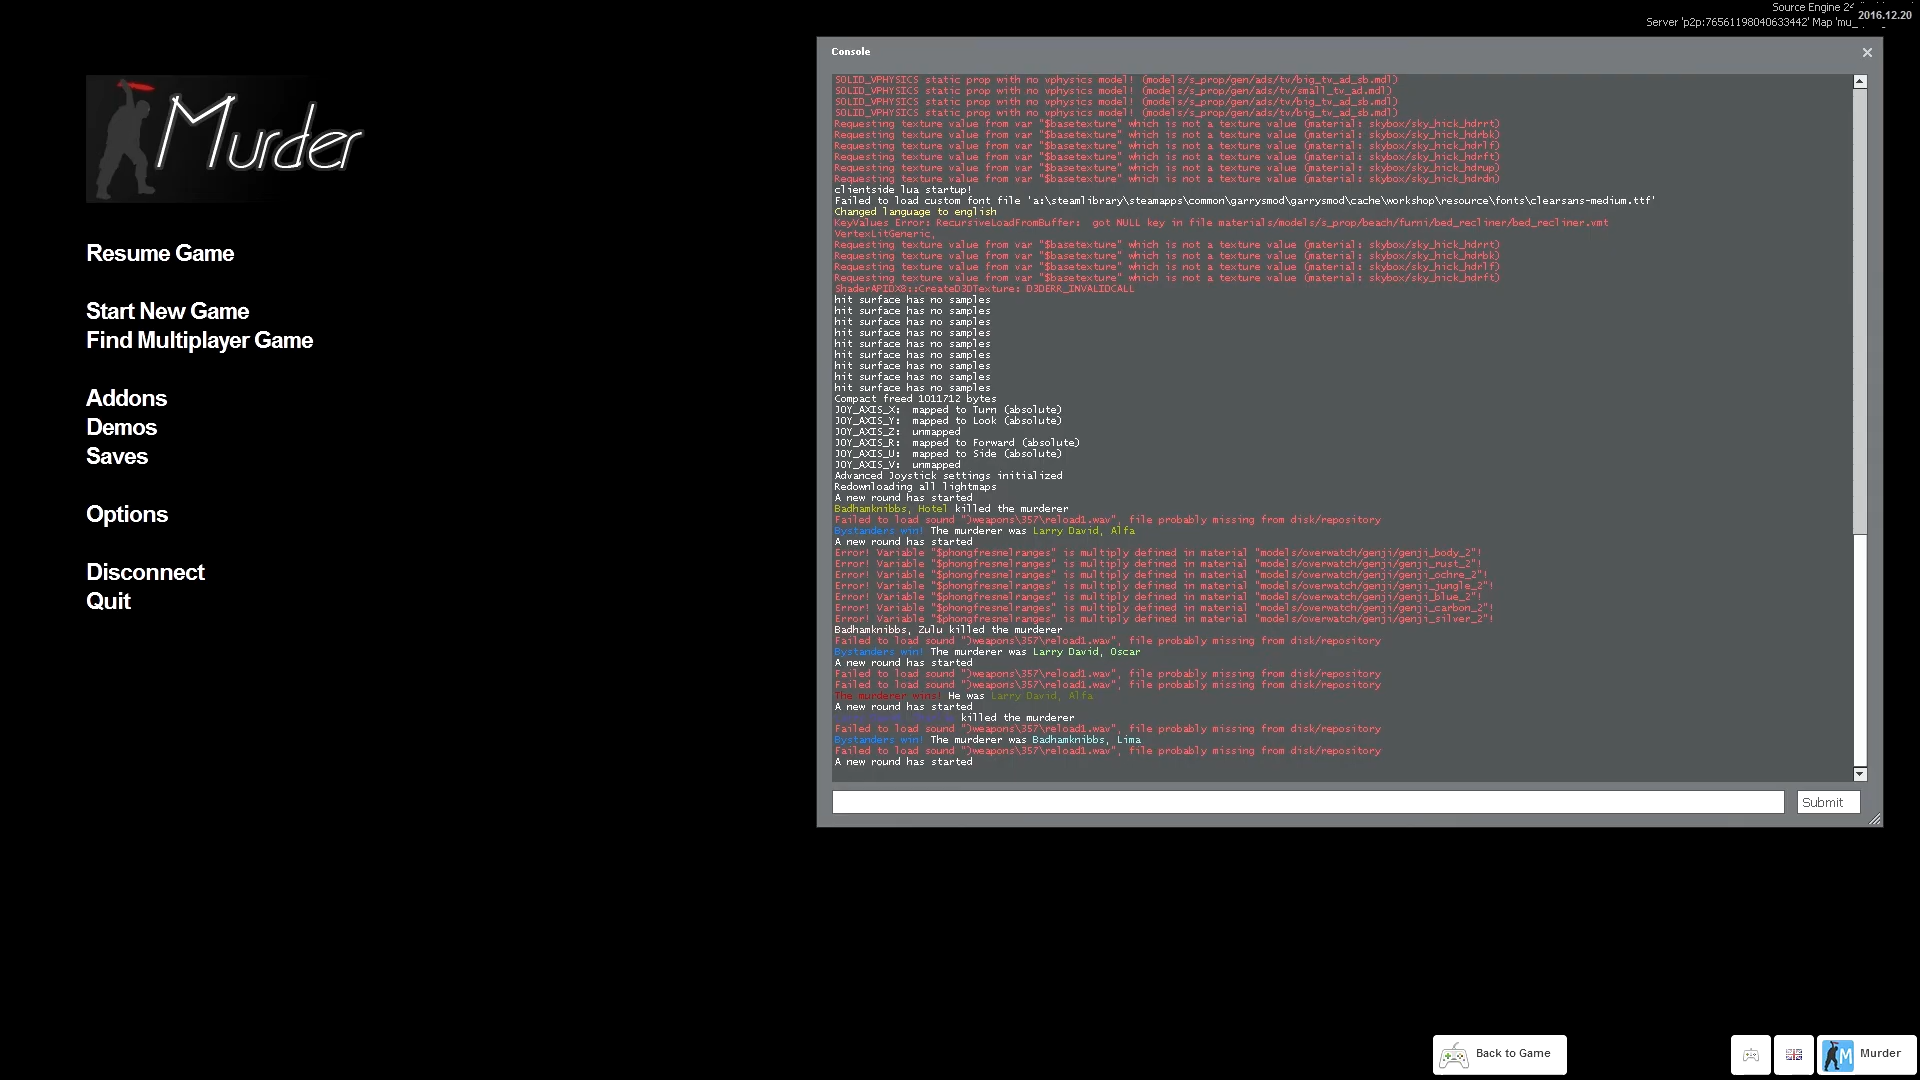 Source Engine 24
2016.12.20
Server 'p2p:76561198040633442' Map 'mu_
Murder
Resume Game
Start New Game
Find Multiplayer Game
Addons
Demos
Saves
Options
Disconnect
Quit
Console
SOLID_VPHYSICS static prop with no vphysics model! (models/s_prop/gen/ads/tv/big_tv_ad_sb.mdl)
SOLID_VPHYSICS static prop with no vphysics model! (models/s_prop/gen/ads/tv/small_tv_ad.mdl)
SOLID_VPHYSICS static prop with no vphysics model! (models/s_prop/gen/ads/tv/big_tv_ad_sb.mdl)
SOLID_VPHYSICS static prop with no vphysics model! (models/s_prop/gen/ads/tv/big_tv_ad_sb.mdl)
Requesting texture value from var "$basetexture" which is not a texture value (material: skybox/sky_hick_hdrrt)
Requesting texture value from var "$basetexture" which is not a texture value (material: skybox/sky_hick_hdrbk)
Requesting texture value from var "$basetexture" which is not a texture value (material: skybox/sky_hick_hdrlf)
Requesting texture value from var "$basetexture" which is not a texture value (material: skybox/sky_hick_hdrft)
Requesting texture value from var "$basetexture" which is not a texture value (material: skybox/sky_hick_hdrup)
Requesting texture value from var "$basetexture" which is not a texture value (material: skybox/sky_hick_hdrdn)
clientside lua startup!
Failed to load custom font file 'a:\steamlibrary\steamapps\common\garrysmod\garrysmod\cache\workshop\resource\fonts\clearsans-medium.ttf'
Changed language to english
KeyValues Error: RecursiveLoadFromBuffer:  got NULL key in file materials/models/s_prop/beach/furni/bed_recliner/bed_recliner.vmt
VertexLitGeneric,
Requesting texture value from var "$basetexture" which is not a texture value (material: skybox/sky_hick_hdrrt)
Requesting texture value from var "$basetexture" which is not a texture value (material: skybox/sky_hick_hdrbk)
Requesting texture value from var "$basetexture" which is not a texture value (material: skybox/sky_hick_hdrlf)
Requesting texture value from var "$basetexture" which is not a texture value (material: skybox/sky_hick_hdrft)
ShaderAPIDX8::CreateD3DTexture: D3DERR_INVALIDCALL
hit surface has no samples
hit surface has no samples
hit surface has no samples
hit surface has no samples
hit surface has no samples
hit surface has no samples
hit surface has no samples
hit surface has no samples
hit surface has no samples
Compact freed 1011712 bytes
JOY_AXIS_X:  mapped to Turn (absolute)
JOY_AXIS_Y:  mapped to Look (absolute)
JOY_AXIS_Z:  unmapped
JOY_AXIS_R:  mapped to Forward (absolute)
JOY_AXIS_U:  mapped to Side (absolute)
JOY_AXIS_V:  unmapped
Advanced Joystick settings initialized
Redownloading all lightmaps
A new round has started
Badhamknibbs, Hotel killed the murderer
Failed to load sound ")weapons\357\reload1.wav", file probably missing from disk/repository
Bystanders win! The murderer was Larry David, Alfa
A new round has started
Error! Variable "$phongfresnelranges" is multiply defined in material "models/overwatch/genji/genji_body_2"!
Error! Variable "$phongfresnelranges" is multiply defined in material "models/overwatch/genji/genji_rust_2"!
Error! Variable "$phongfresnelranges" is multiply defined in material "models/overwatch/genji/genji_ochre_2"!
Error! Variable "$phongfresnelranges" is multiply defined in material "models/overwatch/genji/genji_jungle_2"!
Error! Variable "$phongfresnelranges" is multiply defined in material "models/overwatch/genji/genji_blue_2"!
Error! Variable "$phongfresnelranges" is multiply defined in material "models/overwatch/genji/genji_carbon_2"!
Error! Variable "$phongfresnelranges" is multiply defined in material "models/overwatch/genji/genji_silver_2"!
Badhamknibbs, Zulu killed the murderer
Failed to load sound ")weapons\357\reload1.wav", file probably missing from disk/repository
Bystanders win! The murderer was Larry David, Oscar
A new round has started
Failed to load sound ")weapons\357\reload1.wav", file probably missing from disk/repository
Failed to load sound ")weapons\357\reload1.wav", file probably missing from disk/repository
The murderer wins! He was Larry David, Alfa
A new round has started
killed the murderer
Failed to load sound ")weapons\357\reload1.wav", file probably missing from disk/repository
Bystanders win! The murderer was Badhamknibbs, Lima
Failed to load sound ")weapons\357\reload1.wav", file probably missing from disk/repository
A new round has started
Submit
Back to Game
M
Murder